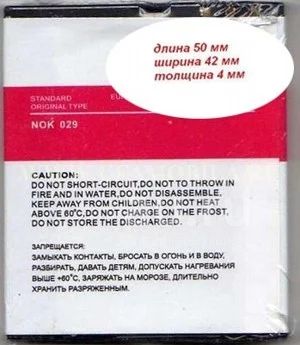 длина 50 мм
ширина 42 мм
толщина 4 мм
STANDARD
ORIGINAL TYPE
NOK 029
CAUTION:
DO NOT SHORT-CIRCUIT,DO NOT TO THROW IN
FIRE AND IN WATER,DO NOT DISASSEMBLE,
KEEP AWAY FROM CHILDREN,DO NOT HEAT
ABOVE 60°C,DO NOT CHARGE ON THE FROST,
DO NOT STORE THE DISCHARGED.
ЗАПРЕЩАЕТСЯ:
ЗАМЫКАТЬ КОНТАКТЫ, БРОСАТЬ В ОГОНЬ И В ВОДУ,
РАЗБИРАТЬ, ДАВАТЬ ДЕТЯМ, ДОПУСКАТЬ НАГРЕВАНИЯ
ВЫШЕ +60°С, ЗАРЯЖАТЬ НА МОРОЗЕ, ДЛИТЕЛЬНО
ХРАНИТЬ РАЗРЯЖЕННЫМ.